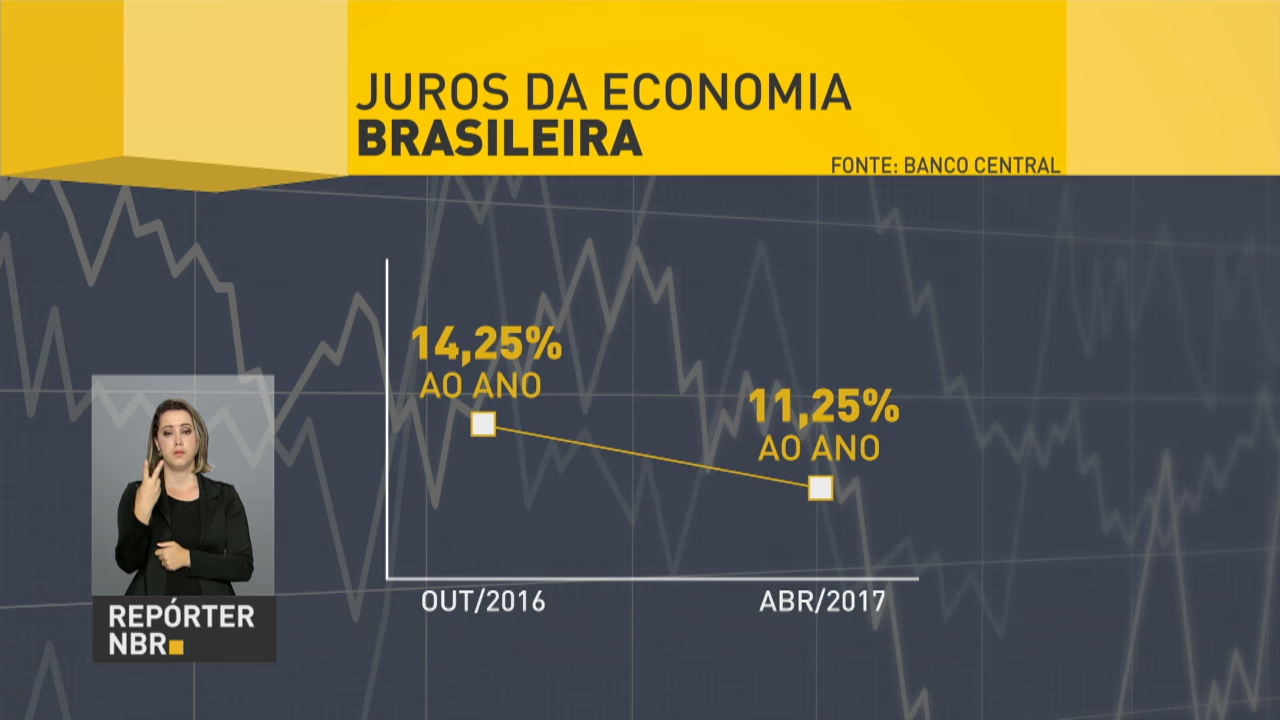 JUROS DA ECONOMIA
BRASILEIRA
FONTE: BANCO CENTRAL
14,25%
AO ANO
11,25%
AO ANO
OUT/2016
ABR/2017
REPÓRTER
NBR